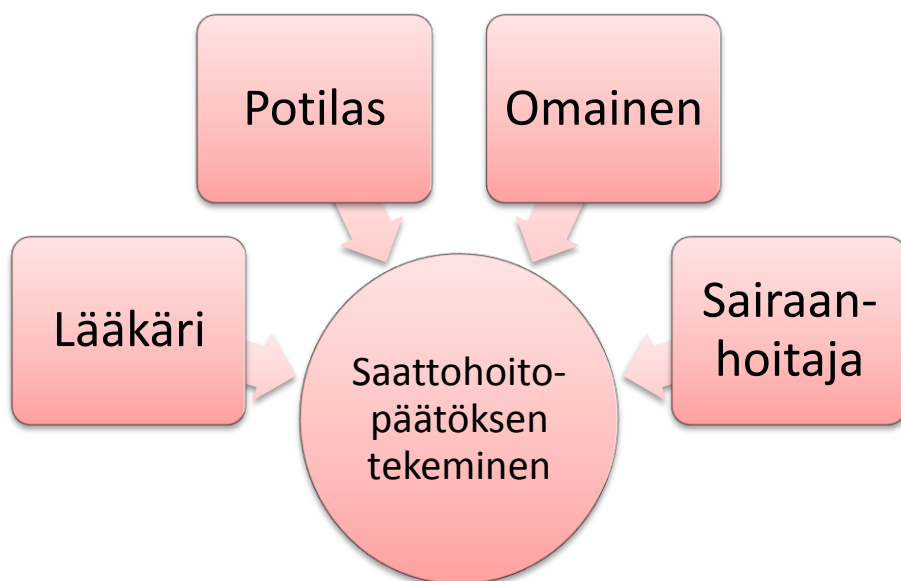 Potilas
Omainen
Lääkäri
Sairaan-
hoitaja
Saattohoito-
päätöksen
tekeminen